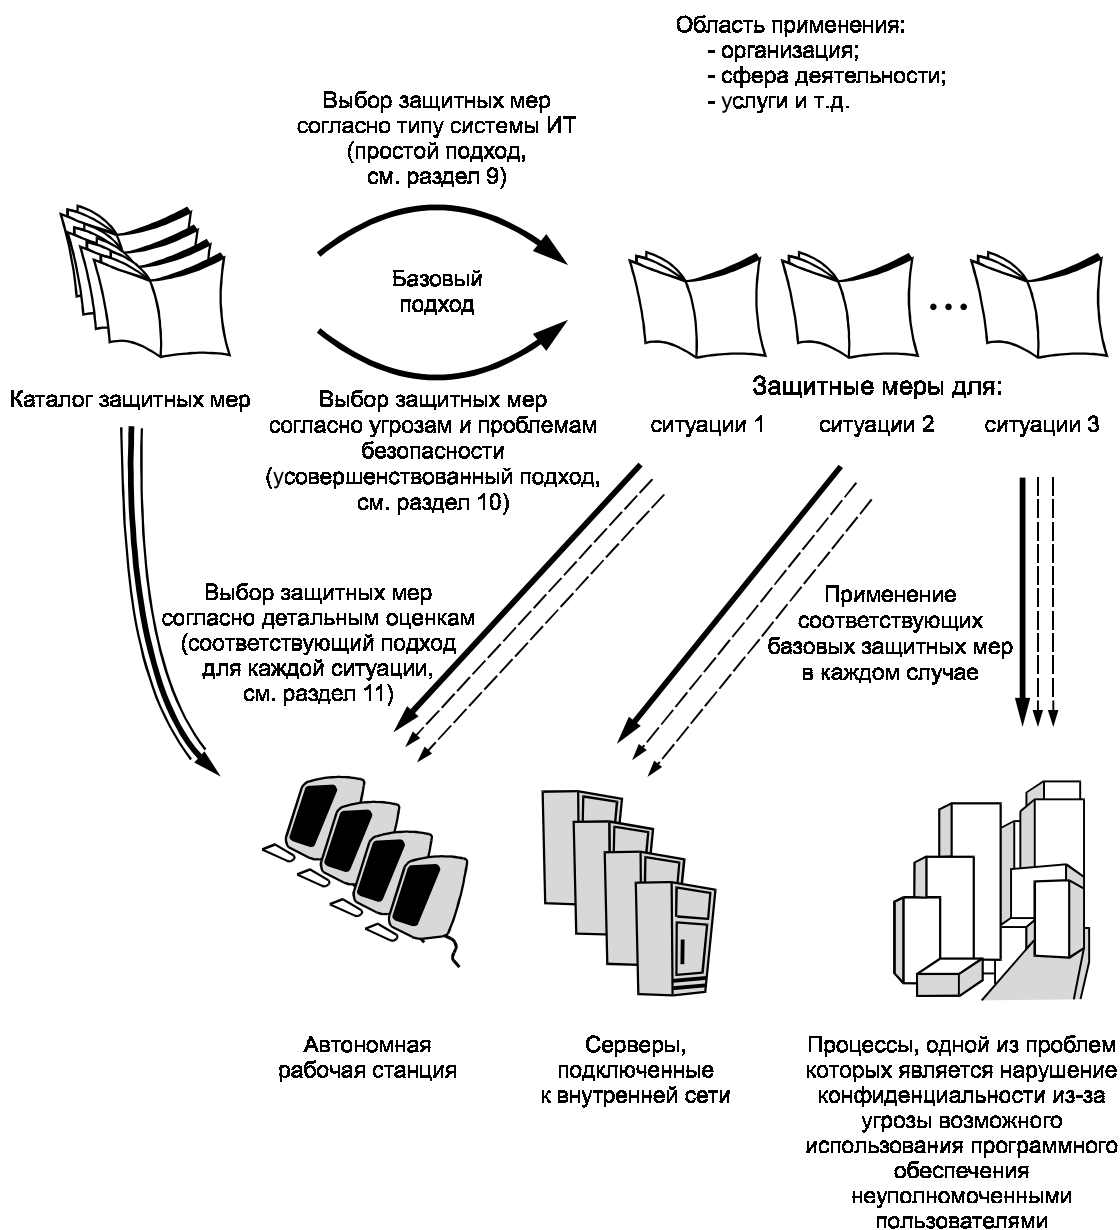 Область применения:
- организация;
- сфера деятельности;
- услуги и т.д.
Выбор защитных мер
согласно типу системы ИТ
(простой подход,
см. раздел 9)
Базовый
подход
Каталог защитных мер
Выбор защитных мер
согласно угрозам и проблемам
безопасности
(усовершенствованный подход,
см. раздел 10)
...
Защитные меры для:
ситуации 1
ситуации 2
ситуации 3
Выбор защитных мер
согласно детальным оценкам
(соответствующий подход
для каждой ситуации,
см. раздел 11)
Применение
соответствующих
базовых защитных мер
в каждом случае
Автономная
рабочая станция
Серверы,
подключенные
к внутренней сети
Процессы, одной из проблем
которых является нарушение
конфиденциальности из-за
угрозы возможного
использования программного
обеспечения
неуполномоченными
пользователями